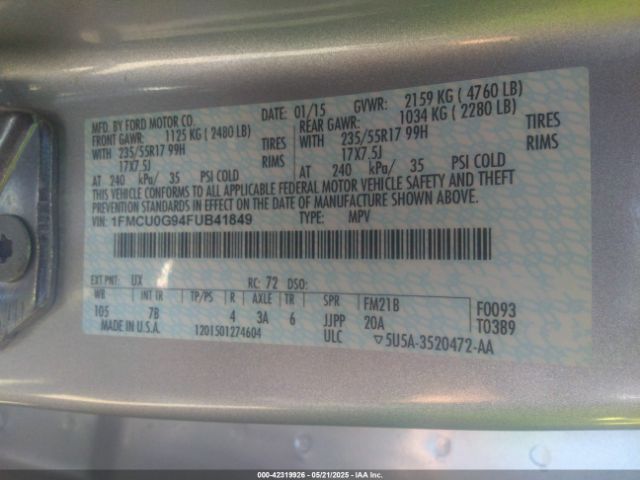 MFD. BY FORD MOTOR CO. DATE: 01/15 GVWR: 2159 KG ( 4760 LB)
FRONT GAWR: 1125 KG ( 2480 LB) REAR GAWR: 1034 KG ( 2280 LB)
WITH 235/55R17 99H TIRES WITH 235/55R17 99H TIRES
17X7.5J RIMS 17X7.5J RIMS
AT 240 kPa/ 35 PSI COLD AT 240 kPa/ 35 PSI COLD
THIS VEHICLE CONFORMS TO ALL APPLICABLE FEDERAL MOTOR VEHICLE SAFETY AND THEFT
PREVENTION STANDARDS IN EFFECT ON THE DATE OF MANUFACTURE SHOWN ABOVE.
VIN: 1FMCU0G94FUB41849 TYPE: MPV
EXT PNT: UX RC: 72 DSO:
WB INT TR TP/PS R AXLE TR SPR FM21B F0093
105 7B 4 3A 6 JJPP 20A T0389
MADE IN U.S.A. 1201501274604 ULC ▽5U5A-3520472-AA
000-42319926 - 05/21/2025 - IAA Inc.